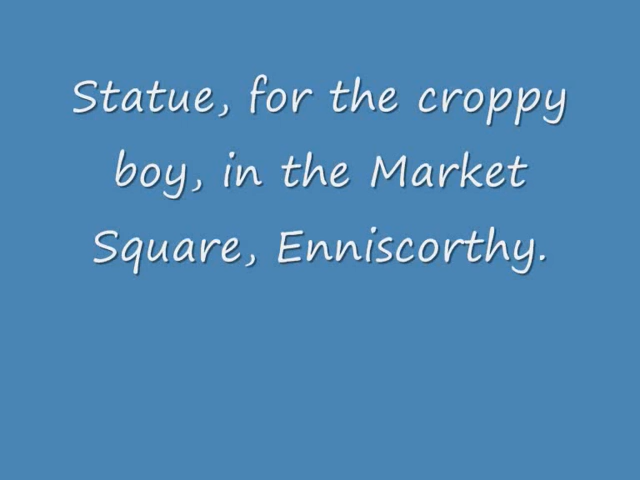 Statue, for the croppy
boy, in the Market
Square, Enniscorthy.